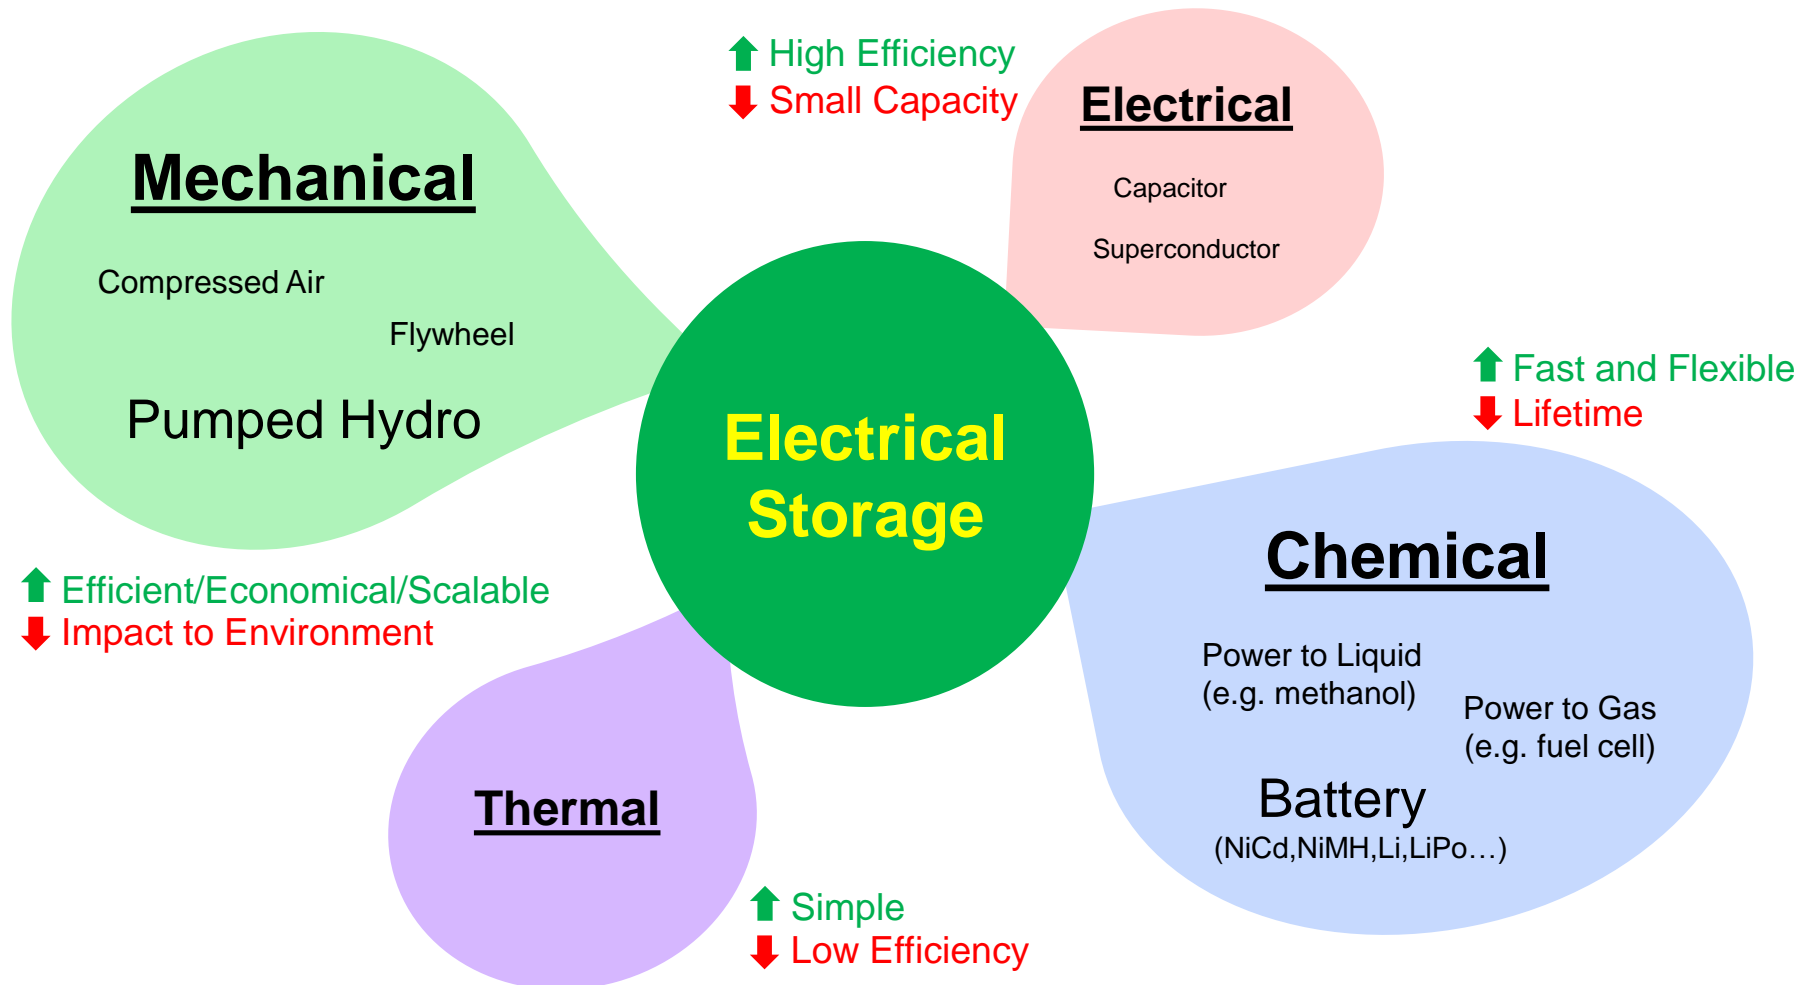 High Efficiency
Small Capacity
Electrical
Capacitor
Superconductor
Mechanical
Compressed Air
Flywheel
Pumped Hydro
Efficient/Economical/Scalable
Impact to Environment
Electrical
Storage
Fast and Flexible
Lifetime
Chemical
Power to Liquid
(e.g. methanol)
Power to Gas
(e.g. fuel cell)
Battery
(NiCd,NiMH,Li,LiPo…)
Thermal
Simple
Low Efficiency